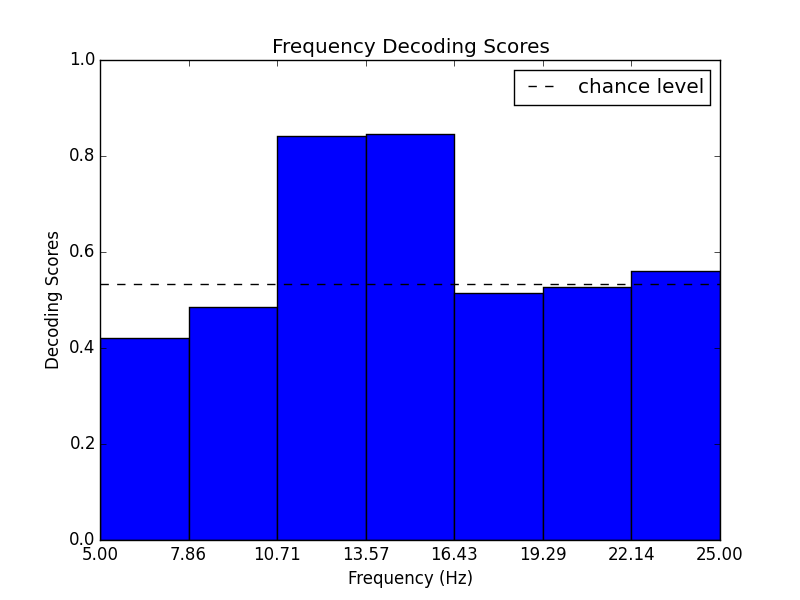 Frequency Decoding Scores
chance level
1.0
0.8
0.6
0.4
0.2
0.0
Decoding Scores
5.00 7.86 10.71 13.57 16.43 19.29 22.14 25.00
Frequency (Hz)